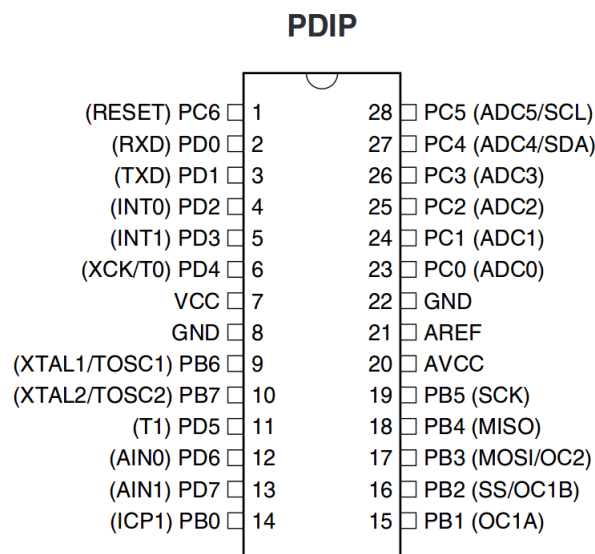 PDIP
(RESET) PC6 1 28 PC5 (ADC5/SCL)
(RXD) PD0 2 27 PC4 (ADC4/SDA)
(TXD) PD1 3 26 PC3 (ADC3)
(INT0) PD2 4 25 PC2 (ADC2)
(INT1) PD3 5 24 PC1 (ADC1)
(XCK/T0) PD4 6 23 PC0 (ADC0)
VCC 7 22 GND
GND 8 21 AREF
(XTAL1/TOSC1) PB6 9 20 AVCC
(XTAL2/TOSC2) PB7 10 19 PB5 (SCK)
(T1) PD5 11 18 PB4 (MISO)
(AIN0) PD6 12 17 PB3 (MOSI/OC2)
(AIN1) PD7 13 16 PB2 (SS/OC1B)
(ICP1) PB0 14 15 PB1 (OC1A)